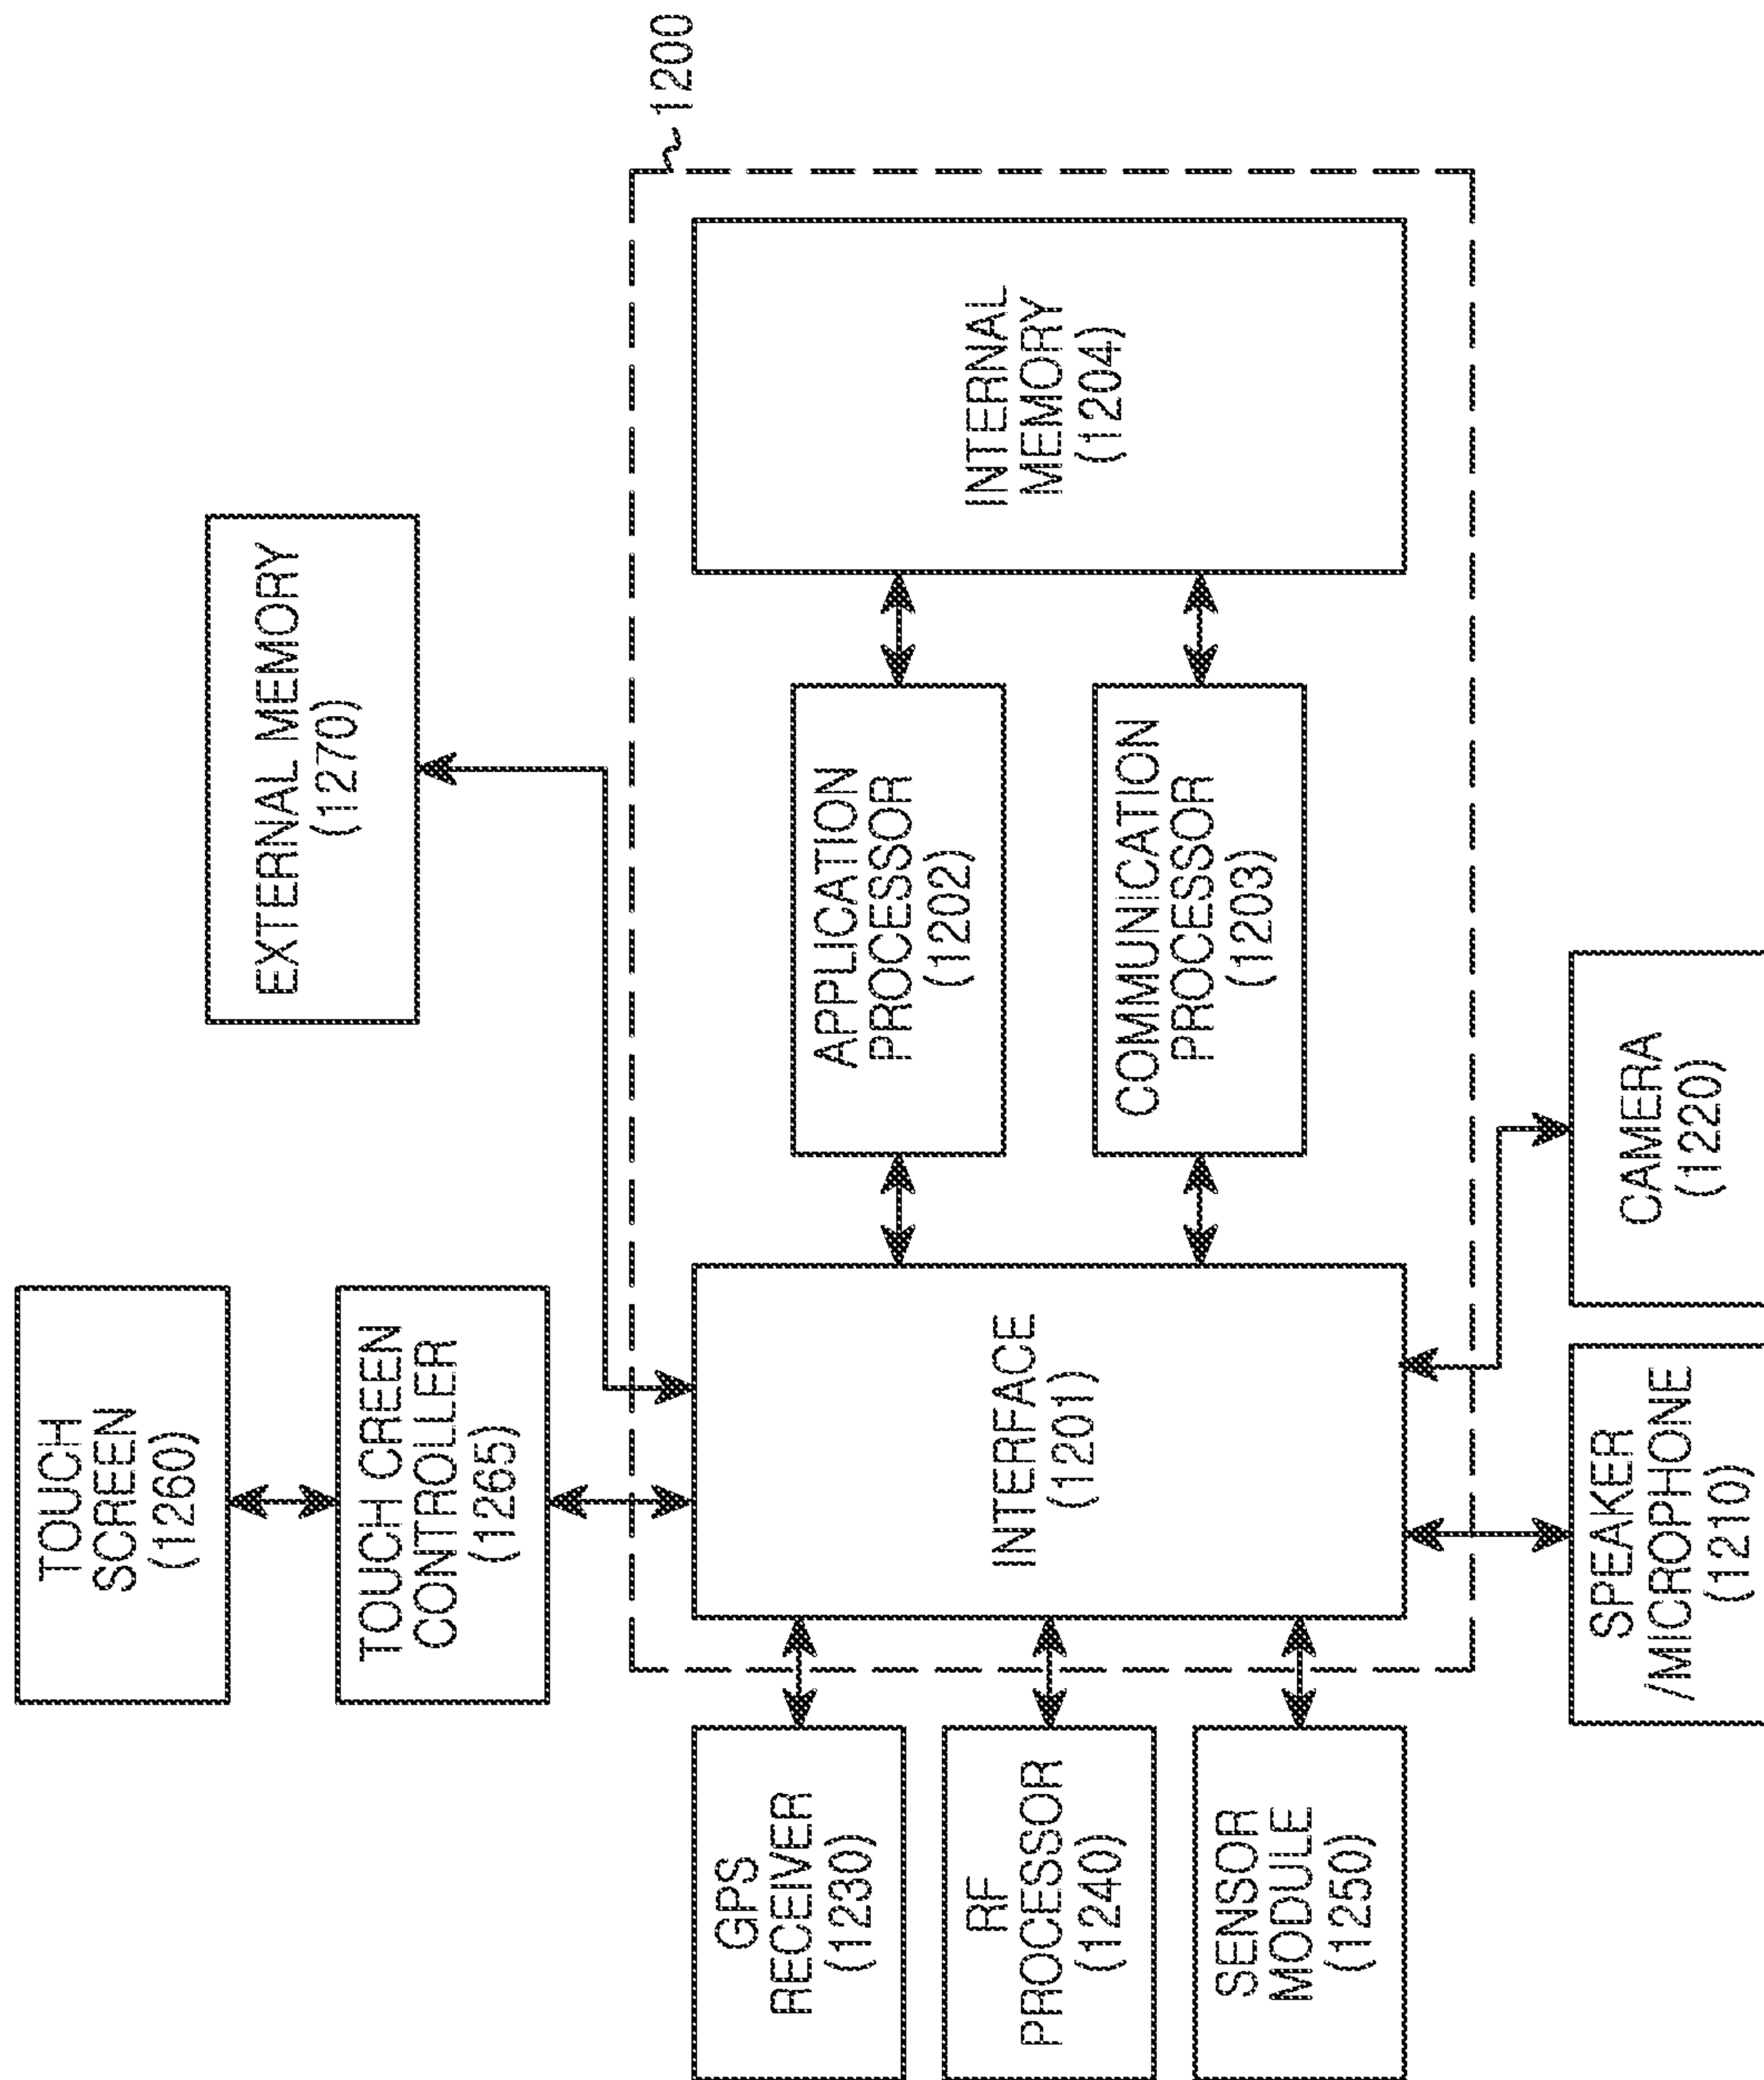 TOUCH
SCREEN
(1260)
TOUCH CREEN
CONTROLLER
(1265)
EXTERNAL MEMORY
(1270)
1200
GPS
RECEIVER
(1230)
RF
PROCESSOR
(1240)
SENSOR
MODULE
(1250)
INTERFACE
(1201)
APPLICATION
PROCESSOR
(1202)
COMMUNICATION
PROCESSOR
(1203)
INTERNAL
MEMORY
(1204)
SPEAKER
/MICROPHONE
(1210)
CAMERA
(1220)